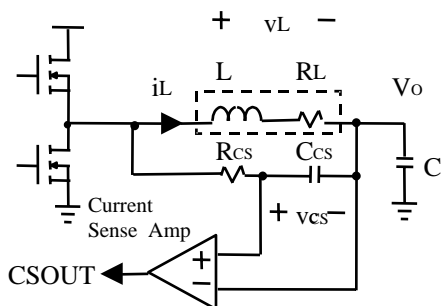 + vL −
iL
L
RL
VO
RCS
CCS
C
+ vcs −
Current
Sense Amp
+
−
CSOUT